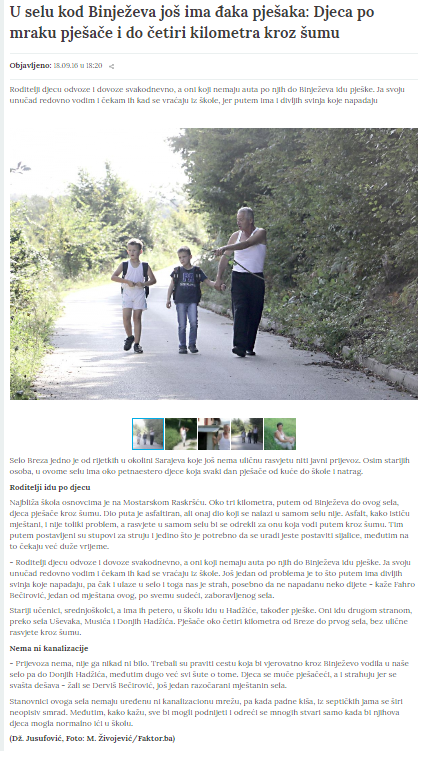 U selu kod Binježeva još ima đaka pješaka: Djeca po
mraku pješače i do četiri kilometra kroz šumu
Objavljeno: 18.09.16 u 18:20
Roditelji djecu odvoze i dovoze svakodnevno, a oni koji nemaju auta po njih do Binježeva idu pješke. Ja svoju
unučad redovno vodim i čekam ih kad se vraćaju iz škole, jer putem ima i divljih svinja koje napadaju
Selo Breza jedno je od rijetkih u okolini Sarajeva koje još nema uličnu rasvjetu niti javni prijevoz. Osim starijih
osoba, u ovome selu ima oko petnaestero djece koja svaki dan pješače od kuće do škole i natrag.
Roditelji idu po djecu
Najbliža škola osnovcima je na Mostarskom Raskršću. Oko tri kilometra, putem od Binježeva do ovog sela,
djeca pješače kroz šumu. Dio puta je asfaltiran, ali onaj dio koji se nalazi u samom selu nije. Asfalt, kako ističu
mještani, i nije toliki problem, a rasvjete u samom selu bi se odrekli za onu koja vodi putem kroz šumu. Tim
putem postavljeni su stupovi za struju i jedino što je potrebno da se uradi jeste postaviti sijalice, međutim na
to čekaju već duže vrijeme.
- Roditelji djecu odvoze i dovoze svakodnevno, a oni koji nemaju auta po njih do Binježeva idu pješke. Ja svoju
unučad redovno vodim i čekam ih kad se vraćaju iz škole. Još jedan od problema je to što putem ima divljih
svinja koje napadaju, pa čak i ulaze u selo i toga nas je strah, posebno da ne napadanu neko dijete - kaže Fahro
Bećirović, jedan od mještana ovog, po svemu sudeći, zaboravljenog sela.
Stariji učenici, srednjoškolci, a ima ih petero, u školu idu u Hadžiće, također pješke. Oni idu drugom stranom,
preko sela Uševaka, Musića i Donjih Hadžića. Pješače oko četiri kilometra od Breze do prvog sela, bez ulične
rasvjete kroz šumu.
Nema ni kanalizacije
- Prijevoza nema, nije ga nikad ni bilo. Trebali su praviti cestu koja bi vjerovatno kroz Binježevo vodila u naše
selo pa do Donjih Hadžića, međutim dugo već svi šute o tome. Djeca se muče pješačeći, a i strahuju jer se
svašta dešava - žali se Derviš Bećirović, još jedan razočarani mještanin sela.
Stanovnici ovoga sela nemaju uređenu ni kanalizacionu mrežu, pa kada padne kiša, iz septičkih jama se širi
neopisiv smrad. Međutim, kako kažu, sve bi mogli podnijeti i odreći se mnogih stvari samo kada bi njihova
djeca mogla normalno ići u školu.
(Dž. Jusufović, Foto: M. Živojević/Faktor.ba)